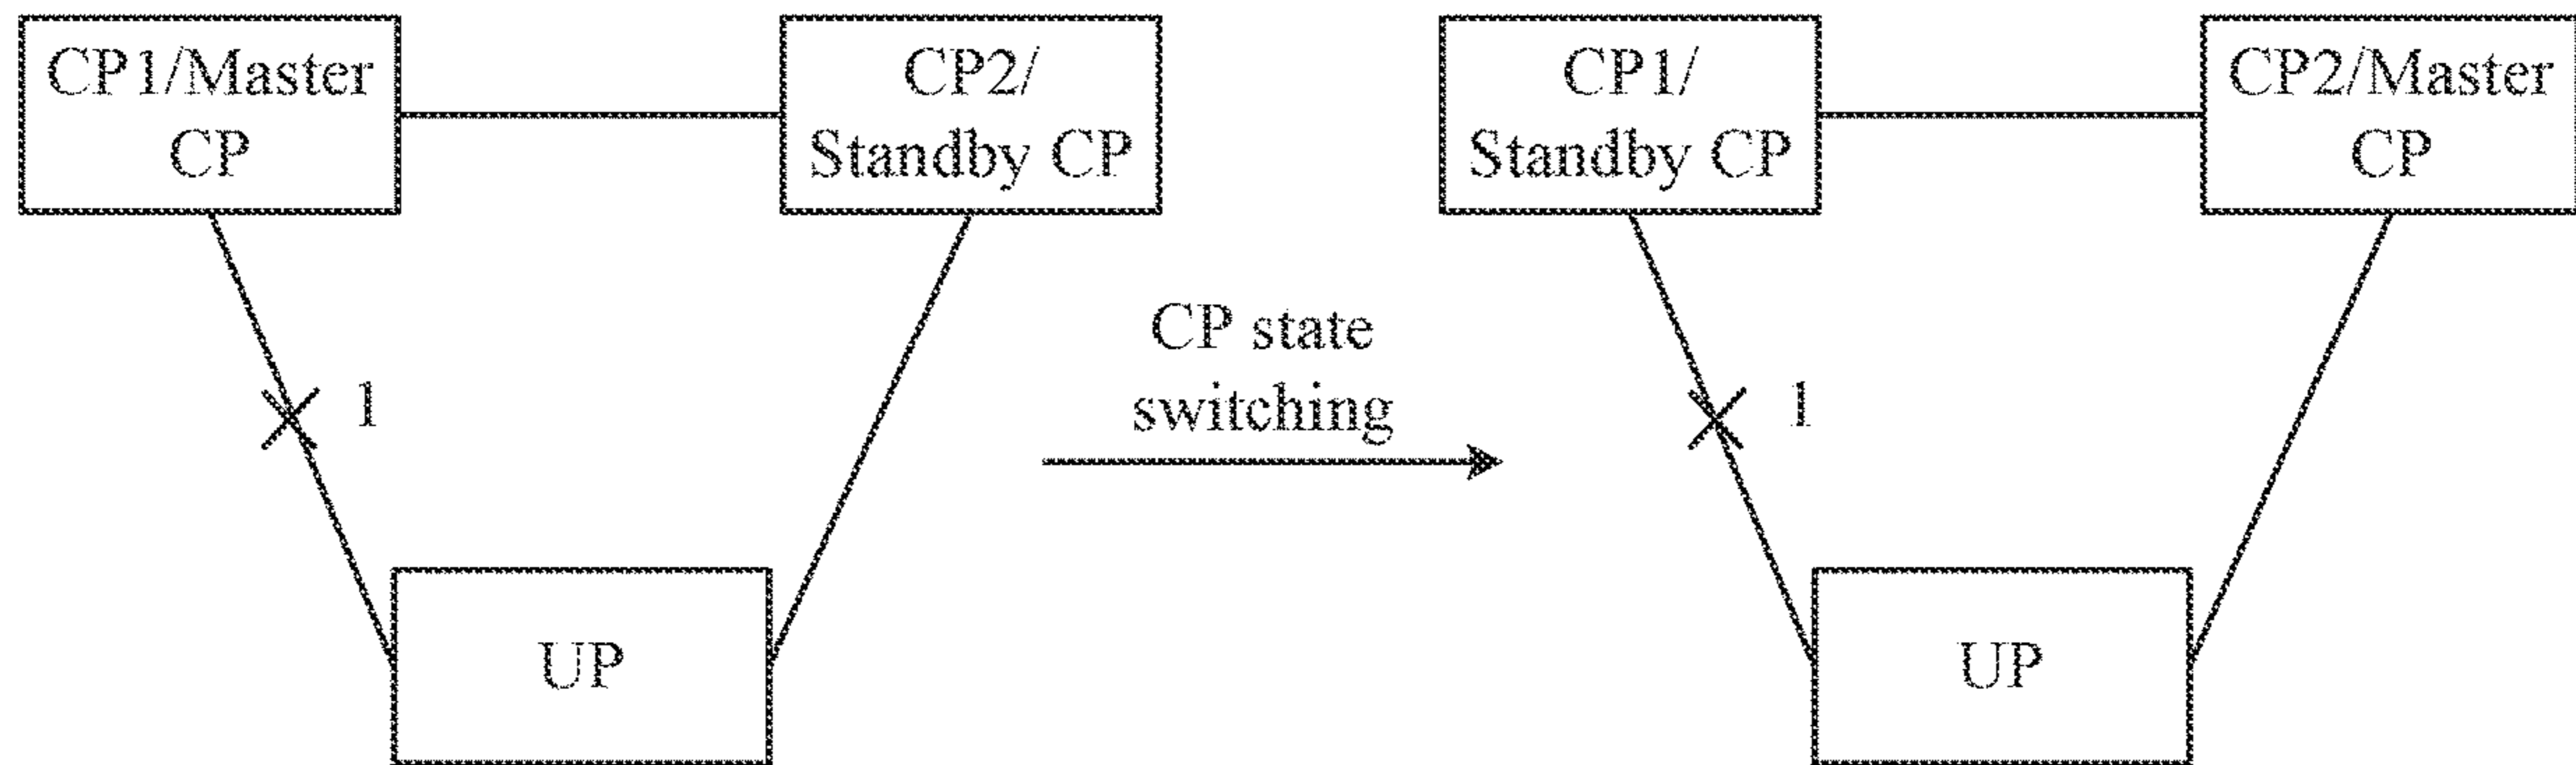 CP1/Master
CP
CP2/
Standby CP
CP1/
Standby CP
CP2/Master
CP
1
CP state
switching
1
UP
UP